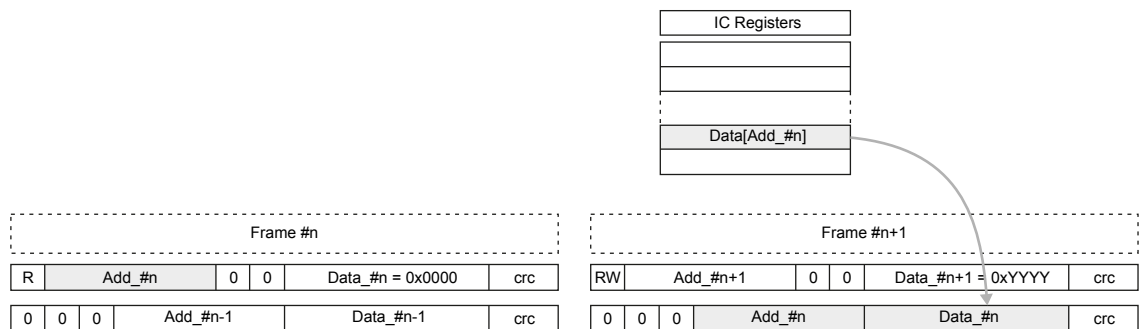 IC Registers
Data[Add_#n]
Frame #n Frame #n+1
R Add_#n 0 0 Data_#n = 0x0000 crc RW Add_#n+1 0 0 Data_#n+1 = 0xYYYY crc
0 0 0 Add_#n-1 Data_#n-1 crc 0 0 0 Add_#n Data_#n crc